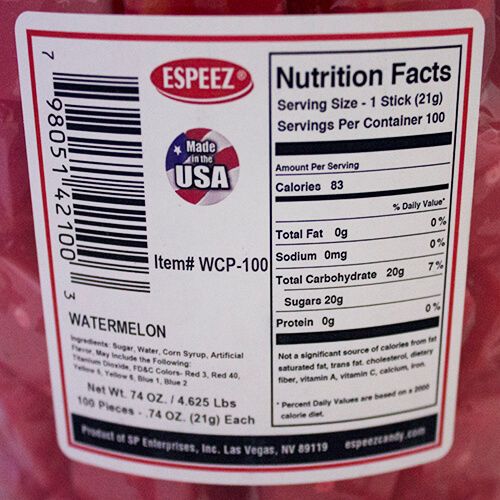 7 98051 42100 3
ESPEEZ®
Made
in the
USA
Item# WCP-100
WATERMELON
Ingredients: Sugar, Water, Corn Syrup, Artificial
Flavor, May Include the Following:
Titanium Dioxide, FD&C Colors- Red 3, Red 40,
Yellow 5, Yellow 6, Blue 1, Blue 2
Net Wt. 74 OZ. / 4.625 Lbs
100 Pieces - .74 OZ. (21g) Each
Nutrition Facts
Serving Size - 1 Stick (21g)
Servings Per Container 100
Amount Per Serving
Calories 83
% Daily Value*
Total Fat 0g 0%
Sodium 0mg 0%
Total Carbohydrate 20g 7%
Sugars 20g
Protein 0g 0%
Not a significant source of calories from fat
saturated fat, trans fat. cholesterol, dietary
fiber, vitamin A, vitamin C, calcium, iron.
* Percent Daily Values are based on a 2000
calorie diet.
Product of SP Enterprises, Inc. Las Vegas, NV 89119 espeezcandy.com